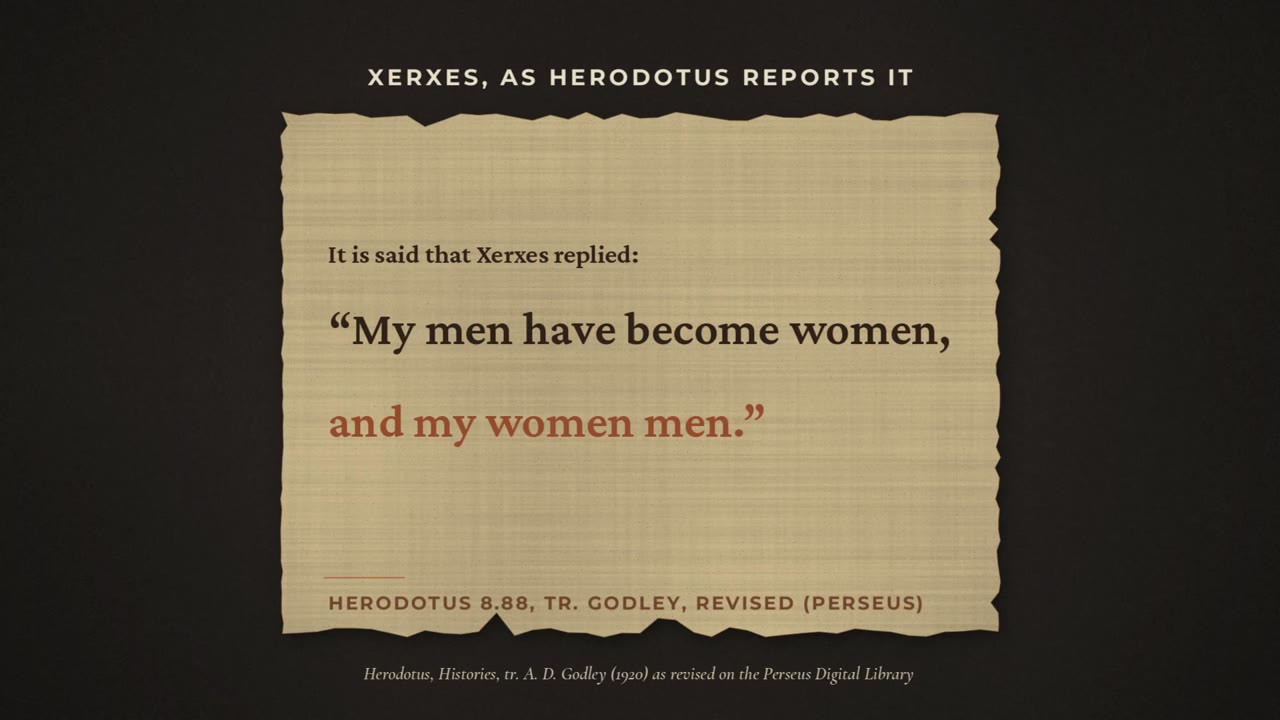 XERXES, AS HERODOTUS REPORTS IT
It is said that Xerxes replied:
“My men have become women,
and my women men.”
HERODOTUS 8.88, TR. GODLEY, REVISED (PERSEUS)
Herodotus, Histories, tr. A. D. Godley (1920) as revised on the Perseus Digital Library